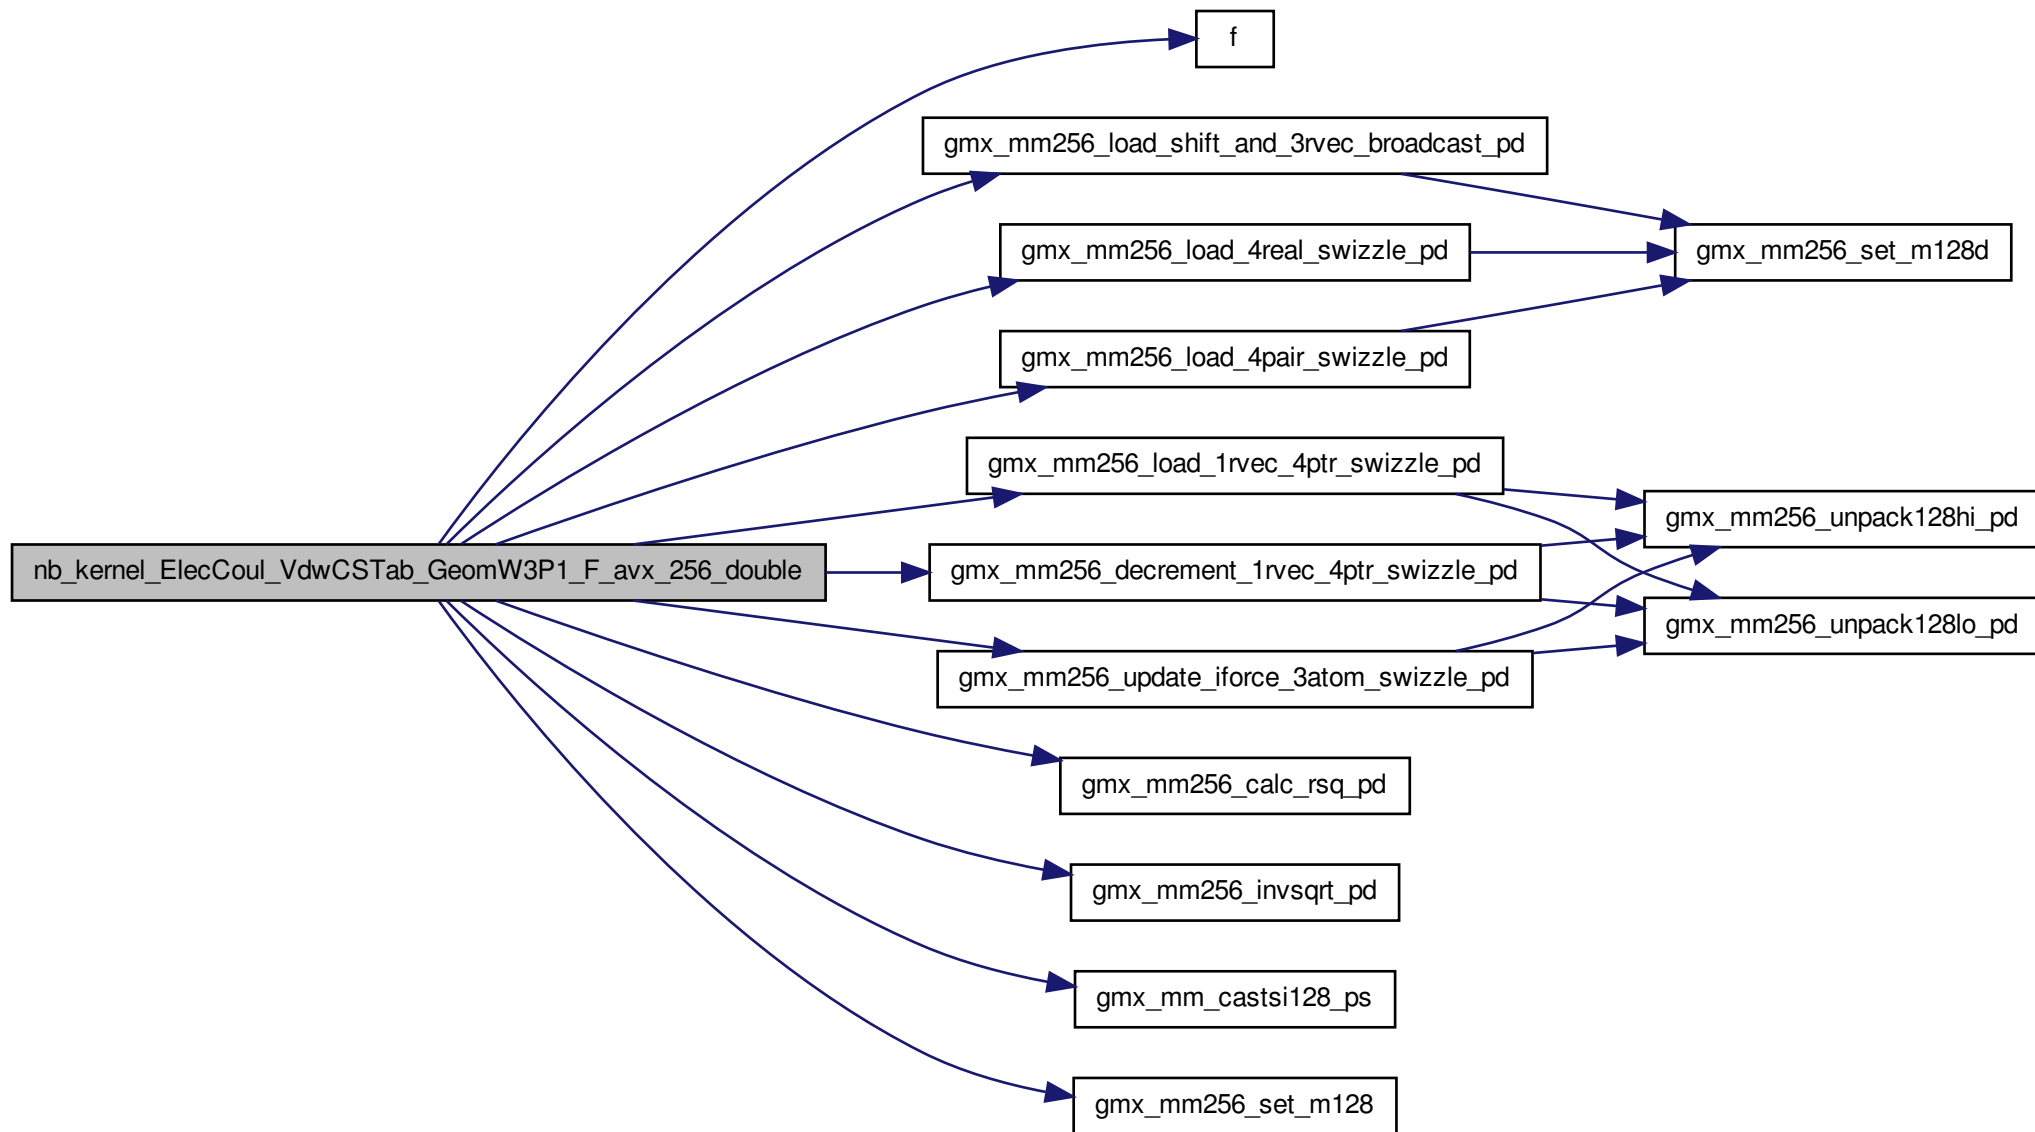 f
gmx_mm256_load_shift_and_3rvec_broadcast_pd
gmx_mm256_load_4real_swizzle_pd
gmx_mm256_set_m128d
gmx_mm256_load_4pair_swizzle_pd
gmx_mm256_load_1rvec_4ptr_swizzle_pd
gmx_mm256_unpack128hi_pd
nb_kernel_ElecCoul_VdwCSTab_GeomW3P1_F_avx_256_double
gmx_mm256_decrement_1rvec_4ptr_swizzle_pd
gmx_mm256_unpack128lo_pd
gmx_mm256_update_iforce_3atom_swizzle_pd
gmx_mm256_calc_rsq_pd
gmx_mm256_invsqrt_pd
gmx_mm_castsi128_ps
gmx_mm256_set_m128